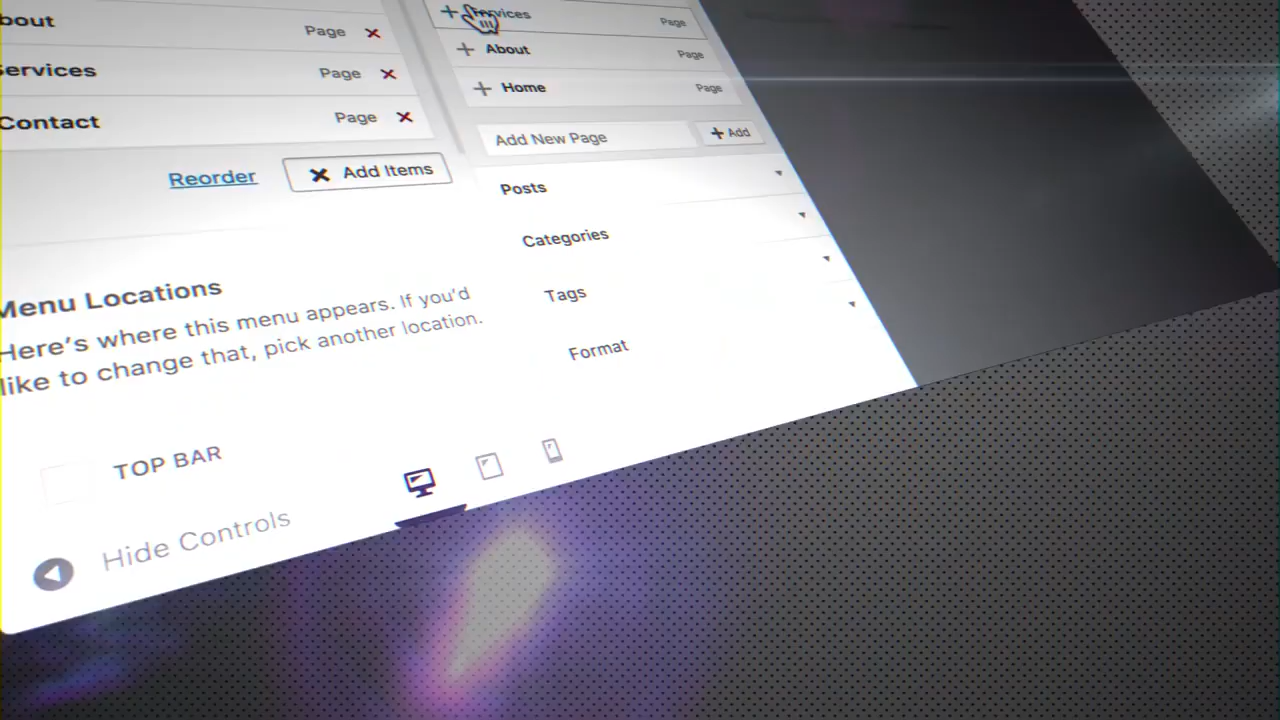 bout
Page
ervices
Page
Contact
Page
Reorder
Add Items
Menu Locations
Here's where this menu appears. If you'd
like to change that, pick another location.
TOP BAR
Hide Controls
Services
Page
About
Page
Home
Page
Add New Page
Add
Posts
Categories
Tags
Format